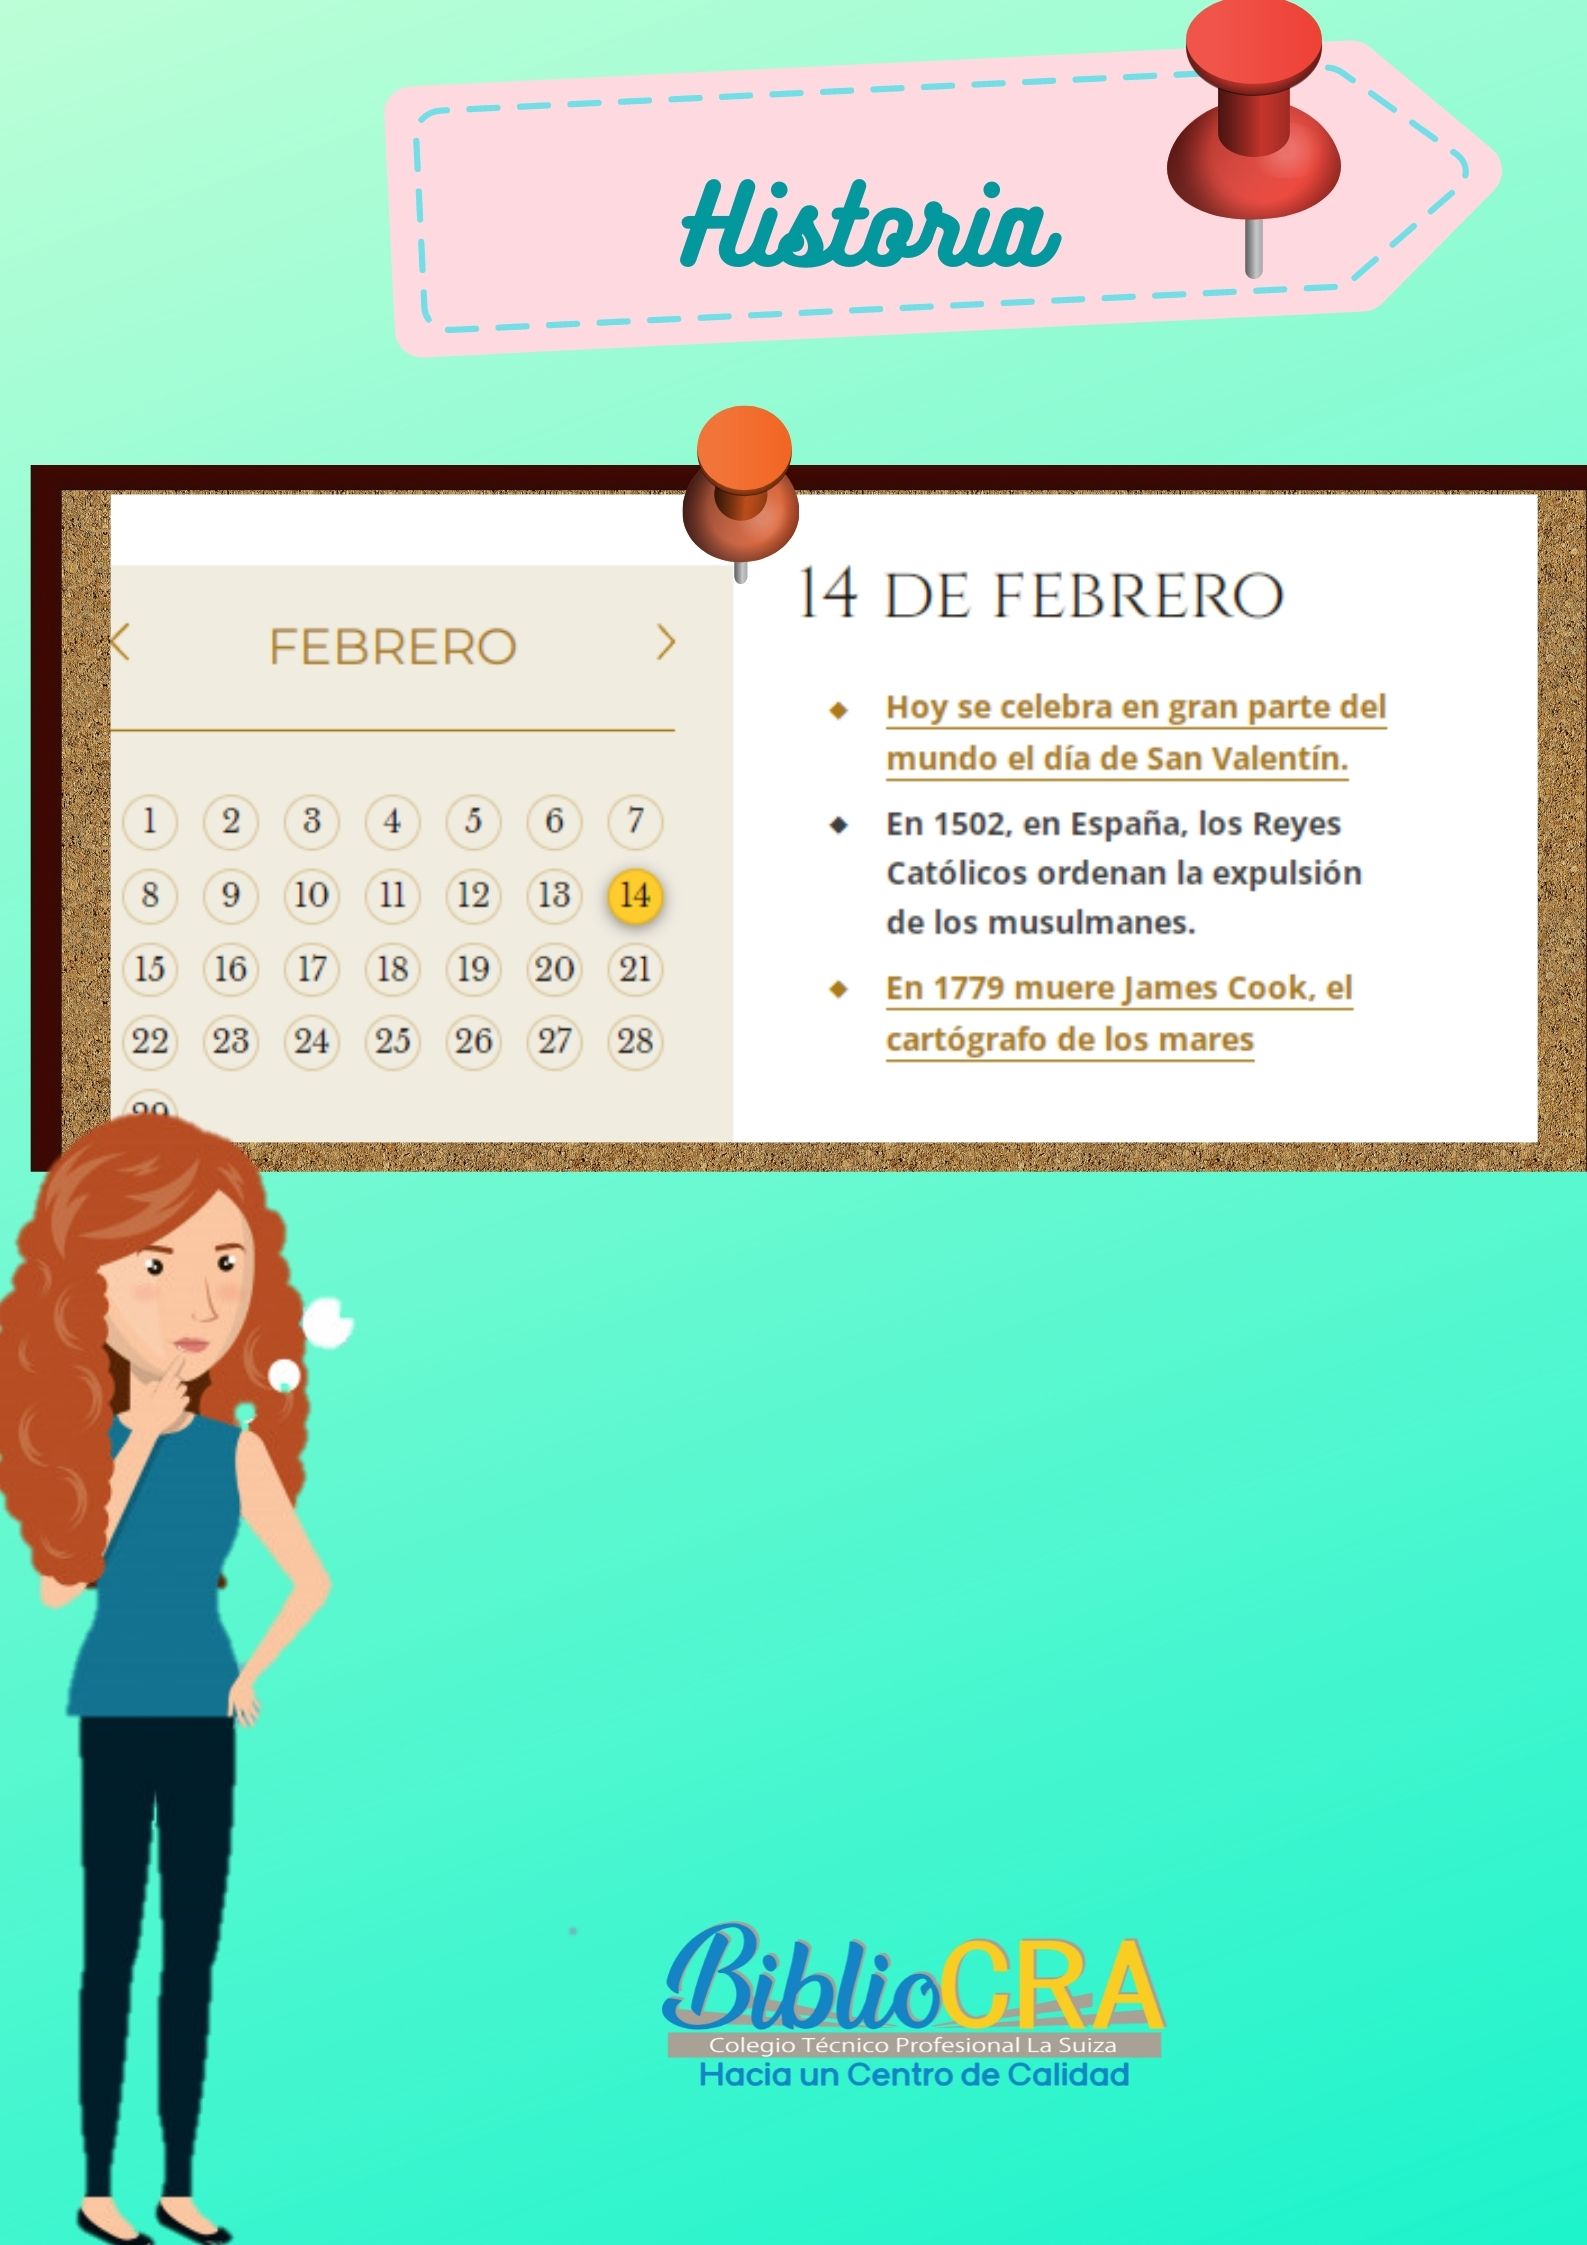 Historia
FEBRERO
1 2 3 4 5 6 7
8 9 10 11 12 13 14
15 16 17 18 19 20 21
22 23 24 25 26 27 28
29
14 DE FEBRERO
Hoy se celebra en gran parte del
mundo el día de San Valentín.
En 1502, en España, los Reyes
Católicos ordenan la expulsión
de los musulmanes.
En 1779 muere James Cook, el
cartógrafo de los mares
BiblioCRA
Colegio Técnico Profesional La Suiza
Hacia un Centro de Calidad